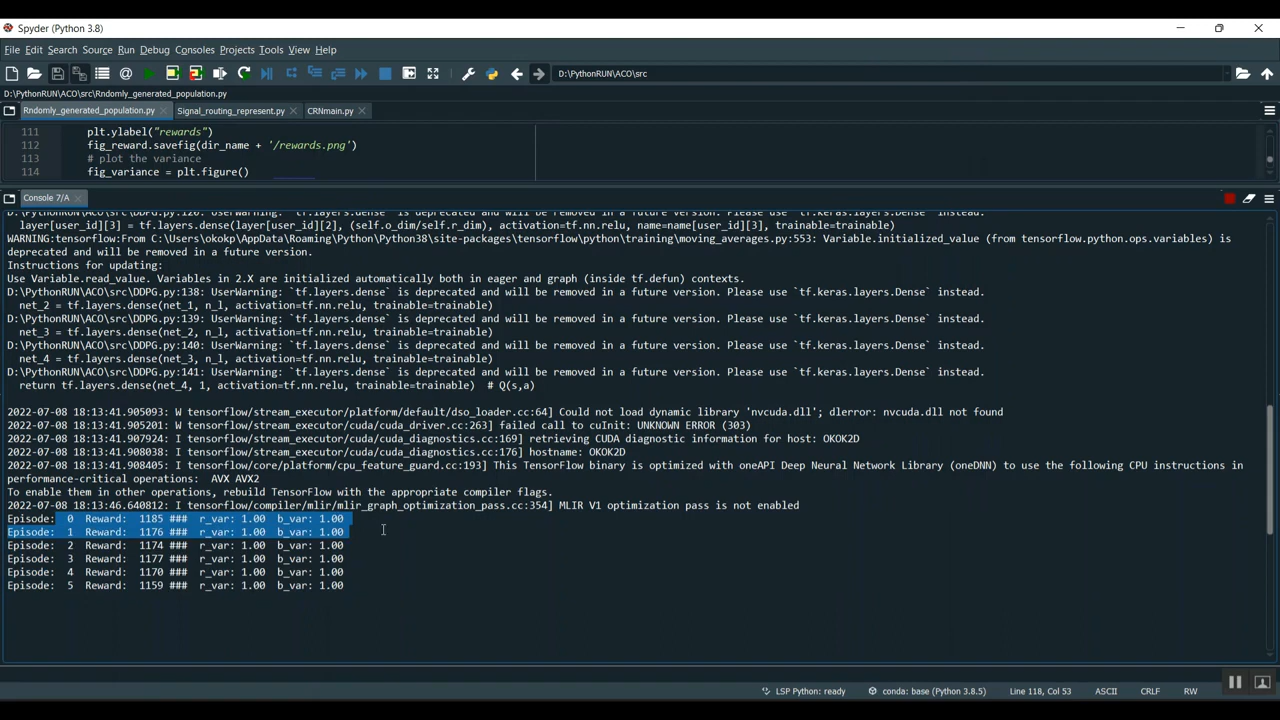 Spyder (Python 3.8)
File Edit Search Source Run Debug Consoles Projects Tools View Help
D:\PythonRUN\ACO\src
D:\PythonRUN\ACO\src\Rndomly_generated_population.py
Rndomly_generated_population.py Signal_routing_represent.py CRNmain.py
111 plt.ylabel("rewards")
112 fig_reward.savefig(dir_name + '/rewards.png')
113 # plot the variance
114 fig_variance = plt.figure()
Console 7/A
D:\PythonRUN\ACO\src\DDPG.py:126: UserWarning: `tf.layers.dense` is deprecated and will be removed in a future version. Please use `tf.keras.layers.Dense` instead.
layer[user_id][3] = tf.layers.dense(layer[user_id][2], (self.o_dim/self.r_dim), activation=tf.nn.relu, name=name[user_id][3], trainable=trainable)
WARNING:tensorflow:From C:\Users\okokp\AppData\Roaming\Python\Python38\site-packages\tensorflow\python\training\moving_averages.py:553: Variable.initialized_value (from tensorflow.python.ops.variables) is
deprecated and will be removed in a future version.
Instructions for updating:
Use Variable.read_value. Variables in 2.X are initialized automatically both in eager and graph (inside tf.defun) contexts.
D:\PythonRUN\ACO\src\DDPG.py:138: UserWarning: `tf.layers.dense` is deprecated and will be removed in a future version. Please use `tf.keras.layers.Dense` instead.
net_2 = tf.layers.dense(net_1, n_l, activation=tf.nn.relu, trainable=trainable)
D:\PythonRUN\ACO\src\DDPG.py:139: UserWarning: `tf.layers.dense` is deprecated and will be removed in a future version. Please use `tf.keras.layers.Dense` instead.
net_3 = tf.layers.dense(net_2, n_l, activation=tf.nn.relu, trainable=trainable)
D:\PythonRUN\ACO\src\DDPG.py:140: UserWarning: `tf.layers.dense` is deprecated and will be removed in a future version. Please use `tf.keras.layers.Dense` instead.
net_4 = tf.layers.dense(net_3, n_l, activation=tf.nn.relu, trainable=trainable)
D:\PythonRUN\ACO\src\DDPG.py:141: UserWarning: `tf.layers.dense` is deprecated and will be removed in a future version. Please use `tf.keras.layers.Dense` instead.
return tf.layers.dense(net_4, 1, activation=tf.nn.relu, trainable=trainable) # Q(s,a)
2022-07-08 18:13:41.905093: W tensorflow/stream_executor/platform/default/dso_loader.cc:64] Could not load dynamic library 'nvcuda.dll'; dlerror: nvcuda.dll not found
2022-07-08 18:13:41.905201: W tensorflow/stream_executor/cuda/cuda_driver.cc:263] failed call to cuInit: UNKNOWN ERROR (303)
2022-07-08 18:13:41.907924: I tensorflow/stream_executor/cuda/cuda_diagnostics.cc:169] retrieving CUDA diagnostic information for host: OKOK2D
2022-07-08 18:13:41.908038: I tensorflow/stream_executor/cuda/cuda_diagnostics.cc:176] hostname: OKOK2D
2022-07-08 18:13:41.908405: I tensorflow/core/platform/cpu_feature_guard.cc:193] This TensorFlow binary is optimized with oneAPI Deep Neural Network Library (oneDNN) to use the following CPU instructions in
performance-critical operations: AVX AVX2
To enable them in other operations, rebuild TensorFlow with the appropriate compiler flags.
2022-07-08 18:13:46.640812: I tensorflow/compiler/mlir/mlir_graph_optimization_pass.cc:354] MLIR V1 optimization pass is not enabled
Episode: 0 Reward: 1185 ### r_var: 1.00 b_var: 1.00
Episode: 1 Reward: 1176 ### r_var: 1.00 b_var: 1.00
Episode: 2 Reward: 1174 ### r_var: 1.00 b_var: 1.00
Episode: 3 Reward: 1177 ### r_var: 1.00 b_var: 1.00
Episode: 4 Reward: 1170 ### r_var: 1.00 b_var: 1.00
Episode: 5 Reward: 1159 ### r_var: 1.00 b_var: 1.00
LSP Python: ready conda: base (Python 3.8.5) Line 118, Col 53 ASCII CRLF RW